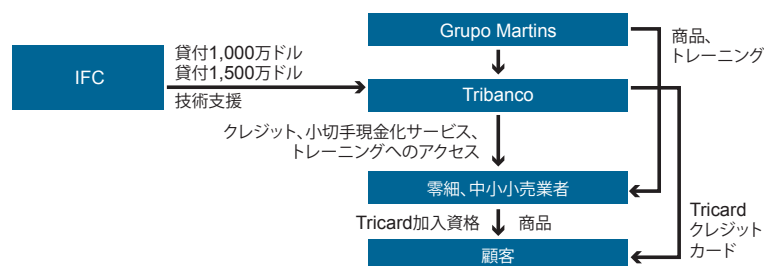 Grupo Martins
商品、
トレーニング
貸付1,000万ドル
貸付1,500万ドル
IFC
技術支援
Tribanco
クレジット、小切手現金化サービス、
トレーニングへのアクセス
零細、中小小売業者
Tricard加入資格
商品
Tricard
クレジット
カード
顧客